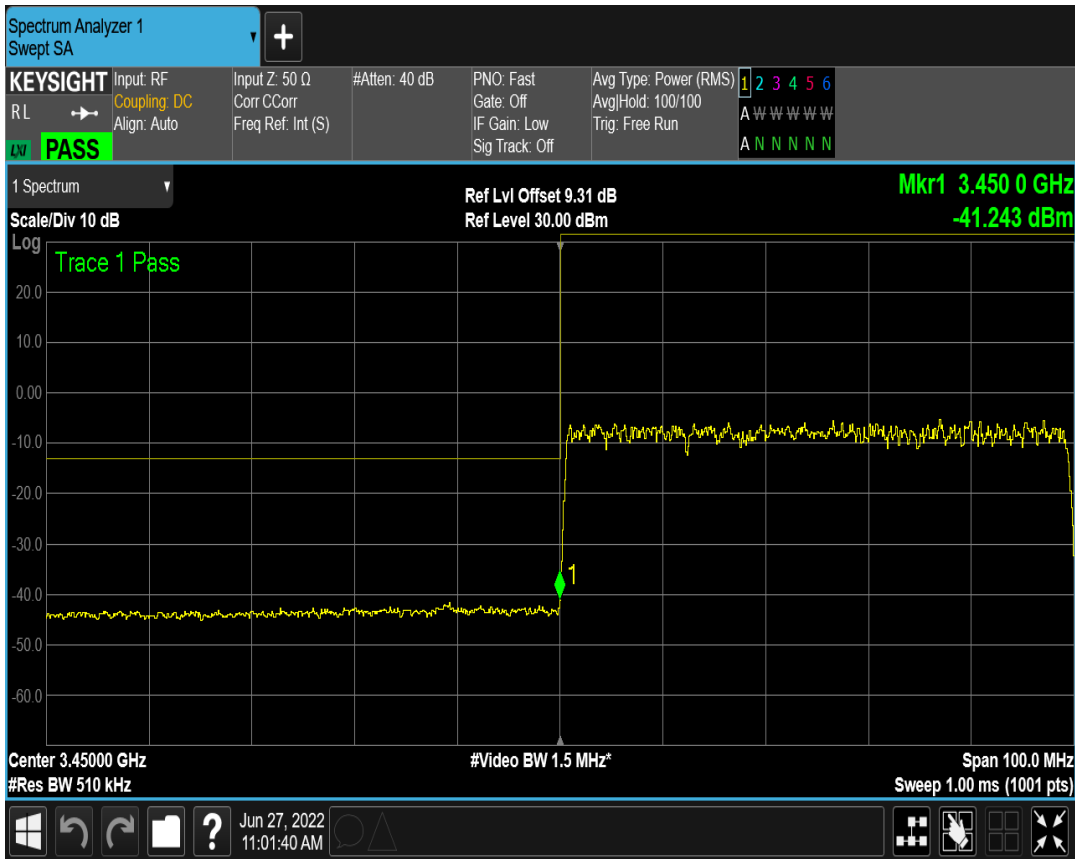 Spectrum Analyzer 1
Swept SA
+
KEYSIGHT
RL
LXI PASS
Input: RF
Coupling: DC
Align: Auto
Input Z: 50 Ω
Corr CCorr
Freq Ref: Int (S)
#Atten: 40 dB
PNO: Fast
Gate: Off
IF Gain: Low
Sig Track: Off
Avg Type: Power (RMS)
Avg|Hold: 100/100
Trig: Free Run
1 2 3 4 5 6
A W W W W W
A N N N N N
1 Spectrum
Scale/Div 10 dB
Ref Lvl Offset 9.31 dB
Ref Level 30.00 dBm
Mkr1 3.450 0 GHz
-41.243 dBm
Log
Trace 1 Pass
20.0
10.0
0.00
-10.0
-20.0
-30.0
1
-40.0
-50.0
-60.0
Center 3.45000 GHz
#Video BW 1.5 MHz*
Span 100.0 MHz
#Res BW 510 kHz
Sweep 1.00 ms (1001 pts)
?
Jun 27, 2022
11:01:40 AM